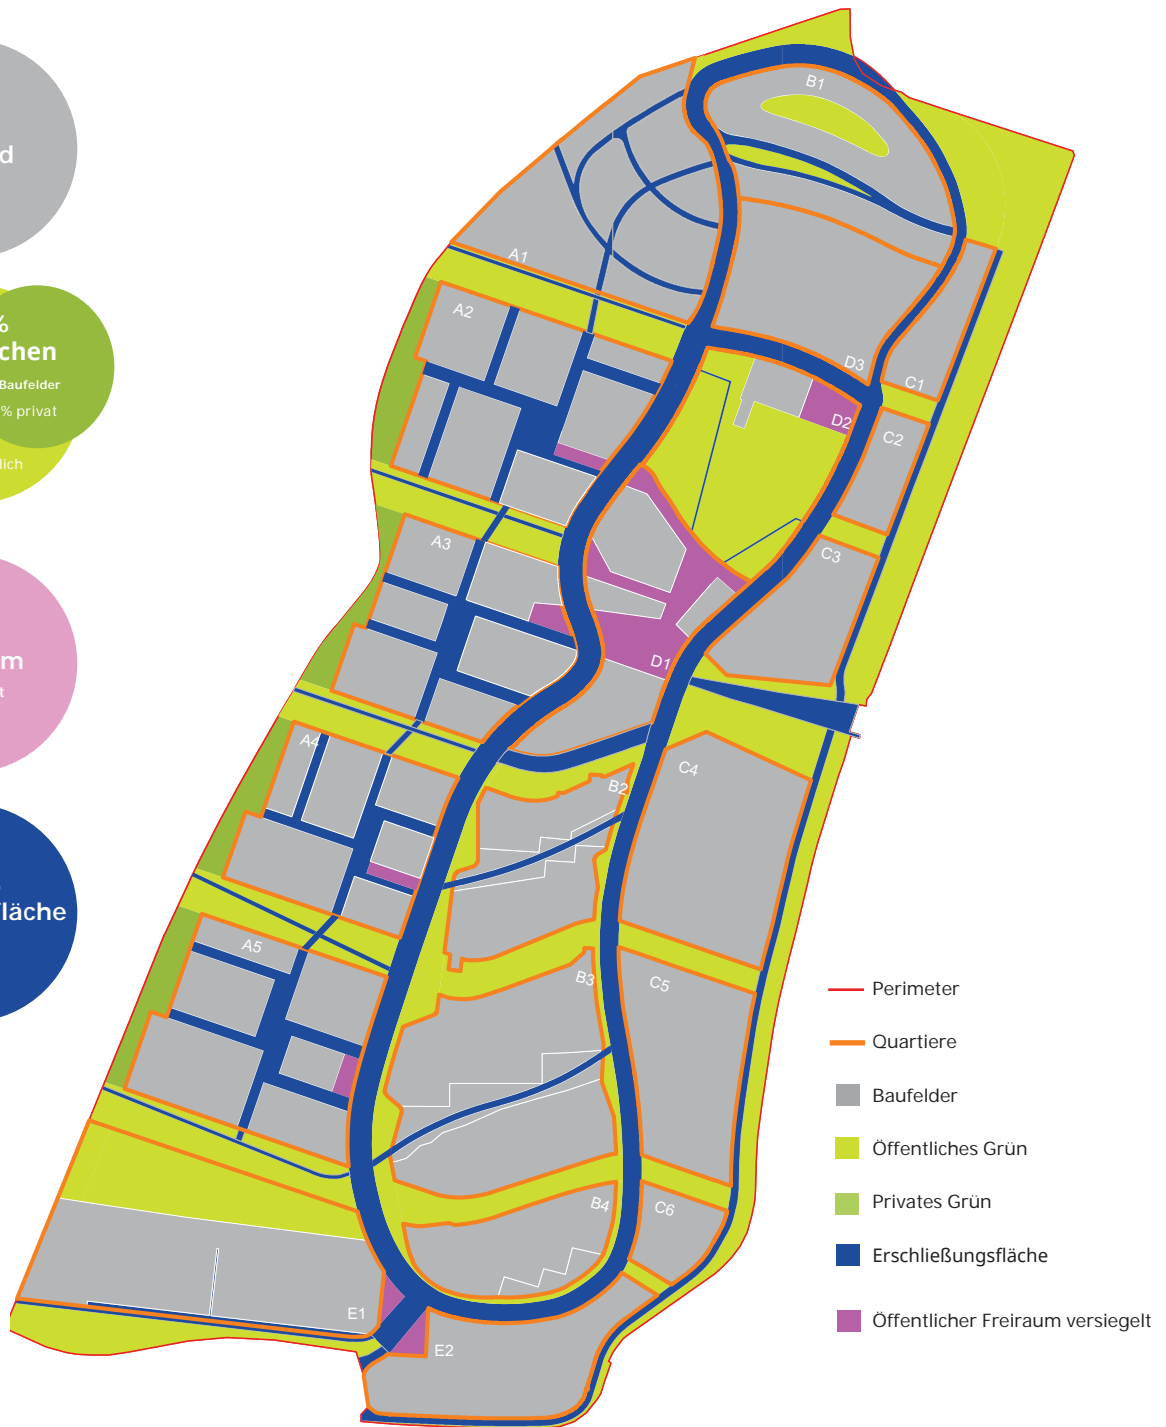 d
%
chen
Baufelder
% privat
lich
m
t
läche
B1
A1
A2
D3
C1
D2
C2
A3
C3
D1
A4
B2
C4
A5
B3
C5
B4
C6
E1
E2
Perimeter
Quartiere
Baufelder
Öffentliches Grün
Privates Grün
Erschließungsfläche
Öffentlicher Freiraum versiegelt